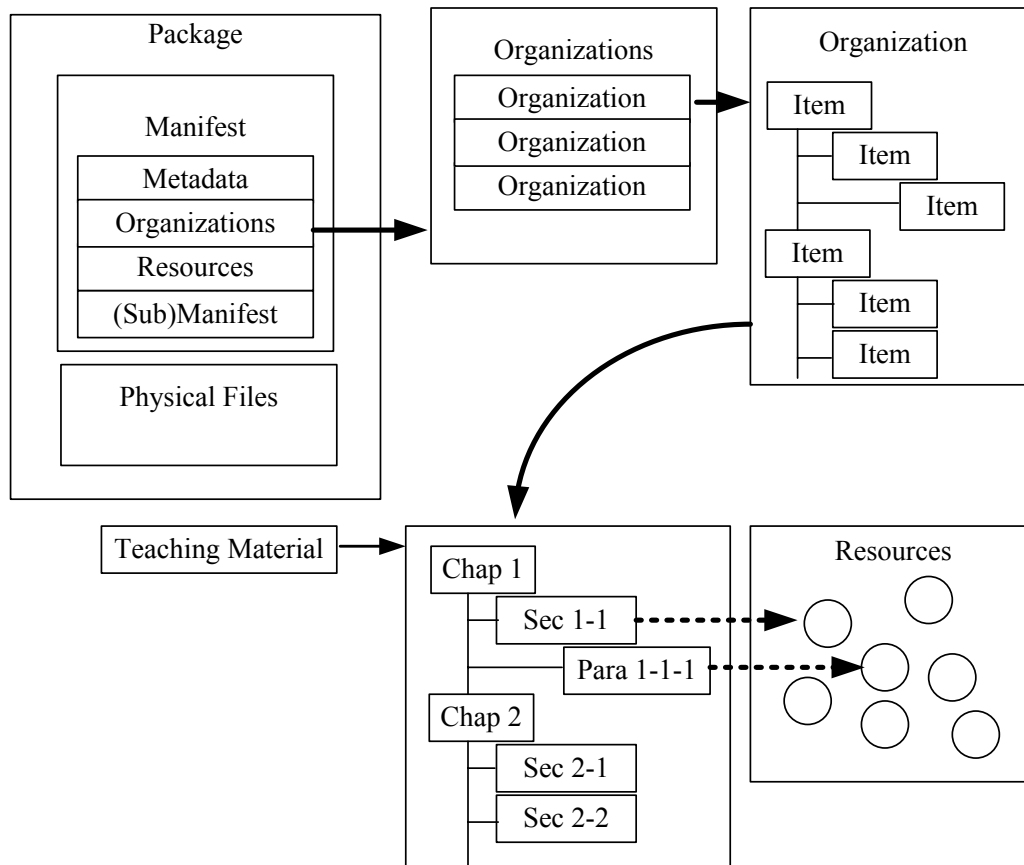 Package
Manifest
Metadata
Organizations
Resources
(Sub)Manifest
Physical Files
Organizations
Organization
Organization
Organization
Organization
Item
Item
Item
Item
Item
Item
Teaching Material
Chap 1
Sec 1-1
Para 1-1-1
Chap 2
Sec 2-1
Sec 2-2
Resources